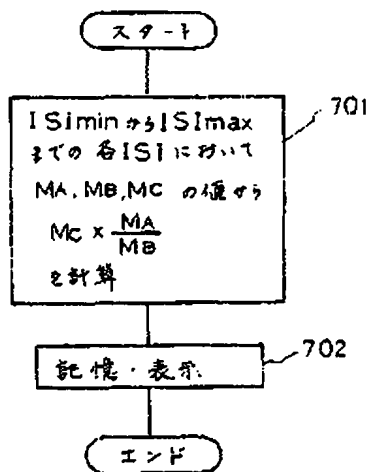 スタート
ISiminからISImax
までの各ISIにおいて
MA,MB,MCの値から
MC×MA/MB
を計算
701
記憶・表示
702
エンド